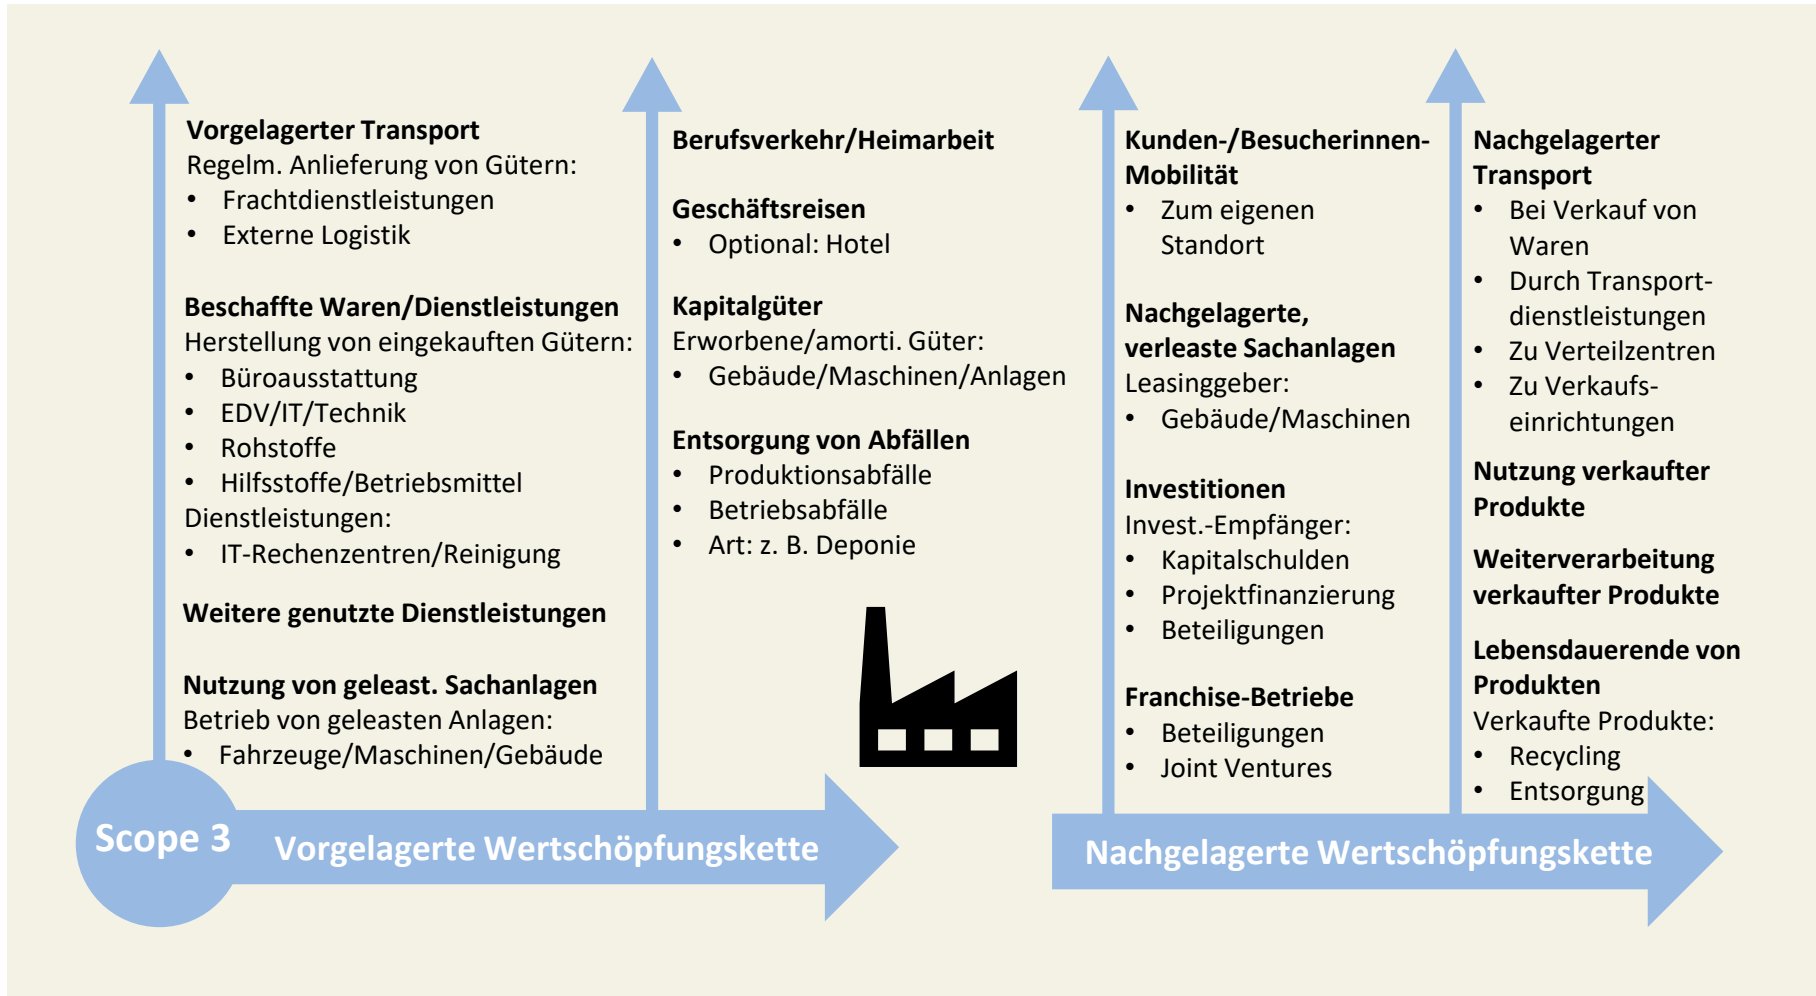 Vorgelagerter Transport
Regelm. Anlieferung von Gütern:
• Frachtdienstleistungen
• Externe Logistik
Beschaffte Waren/Dienstleistungen
Herstellung von eingekauften Gütern:
• Büroausstattung
• EDV/IT/Technik
• Rohstoffe
• Hilfsstoffe/Betriebsmittel
Dienstleistungen:
• IT-Rechenzentren/Reinigung
Weitere genutzte Dienstleistungen
Nutzung von geleast. Sachanlagen
Betrieb von geleasten Anlagen:
• Fahrzeuge/Maschinen/Gebäude
Berufsverkehr/Heimarbeit
Geschäftsreisen
• Optional: Hotel
Kapitalgüter
Erworbene/amorti. Güter:
• Gebäude/Maschinen/Anlagen
Entsorgung von Abfällen
• Produktionsabfälle
• Betriebsabfälle
• Art: z. B. Deponie
Scope 3
Vorgelagerte Wertschöpfungskette
Kunden-/Besucherinnen-
Mobilität
• Zum eigenen
Standort
Nachgelagerte,
verleaste Sachanlagen
Leasinggeber:
• Gebäude/Maschinen
Investitionen
Invest.-Empfänger:
• Kapitalschulden
• Projektfinanzierung
• Beteiligungen
Franchise-Betriebe
• Beteiligungen
• Joint Ventures
Nachgelagerter
Transport
• Bei Verkauf von
Waren
• Durch Transport-
dienstleistungen
• Zu Verteilzentren
• Zu Verkaufs-
einrichtungen
Nutzung verkaufter
Produkte
Weiterverarbeitung
verkaufter Produkte
Lebensdauerende von
Produkten
Verkaufte Produkte:
• Recycling
• Entsorgung
Nachgelagerte Wertschöpfungskette